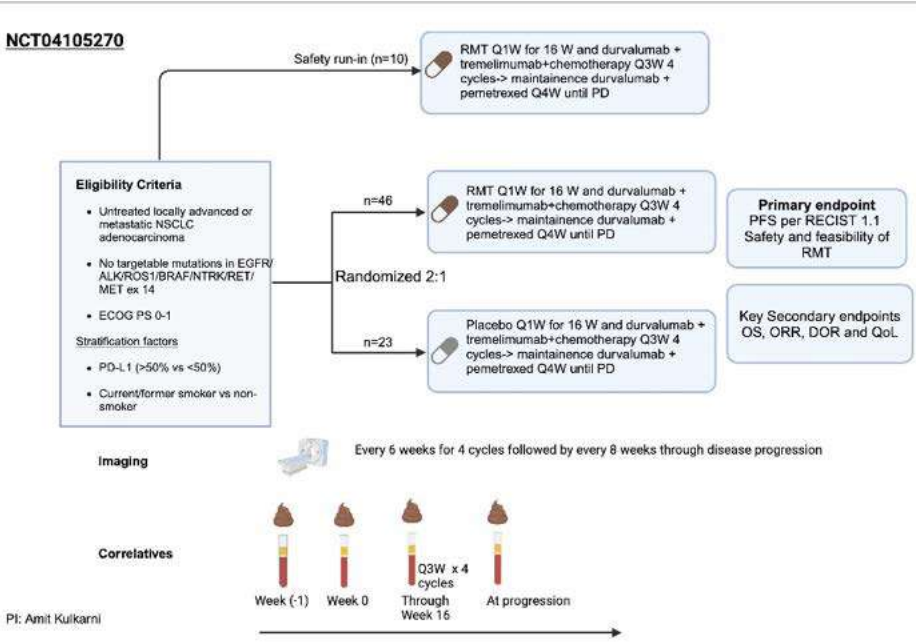 NCT04105270
Safety run-in (n=10)
RMT Q1W for 16 W and durvalumab +
tremelimumab+chemotherapy Q3W 4
cycles-> maintainence durvalumab +
pemetrexed Q4W until PD
Eligibility Criteria
• Untreated locally advanced or
metastatic NSCLC
adenocarcinoma
• No targetable mutations in EGFR/
ALK/ROS1/BRAF/NTRK/RET/
MET ex 14
• ECOG PS 0-1
Stratification factors
• PD-L1 (>50% vs <50%)
• Current/former smoker vs non-
smoker
n=46
Randomized 2:1
n=23
RMT Q1W for 16 W and durvalumab +
tremelimumab+chemotherapy Q3W 4
cycles-> maintainence durvalumab +
pemetrexed Q4W until PD
Placebo Q1W for 16 W and durvalumab +
tremelimumab+chemotherapy Q3W 4
cycles-> maintainence durvalumab +
pemetrexed Q4W until PD
Primary endpoint
PFS per RECIST 1.1
Safety and feasibility of
RMT
Key Secondary endpoints
OS, ORR, DOR and QoL
Imaging
Every 6 weeks for 4 cycles followed by every 8 weeks through disease progression
Correlatives
Week (-1)
Week 0
Q3W x 4
cycles
Through
Week 16
At progression
PI: Amit Kulkarni